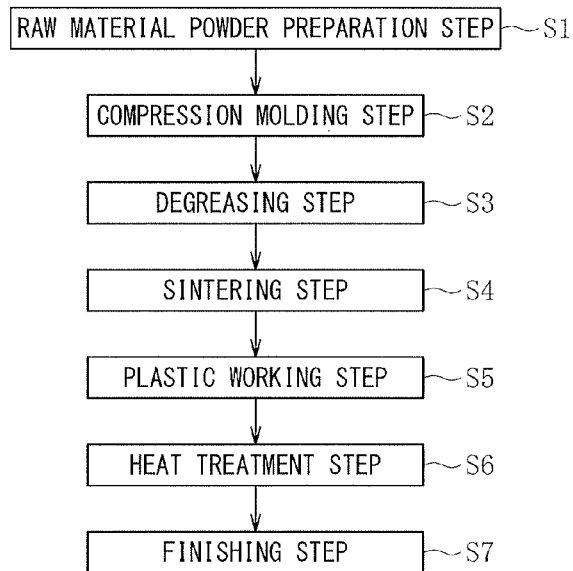 RAW MATERIAL POWDER PREPARATION STEP S1
COMPRESSION MOLDING STEP S2
DEGREASING STEP S3
SINTERING STEP S4
PLASTIC WORKING STEP S5
HEAT TREATMENT STEP S6
FINISHING STEP S7